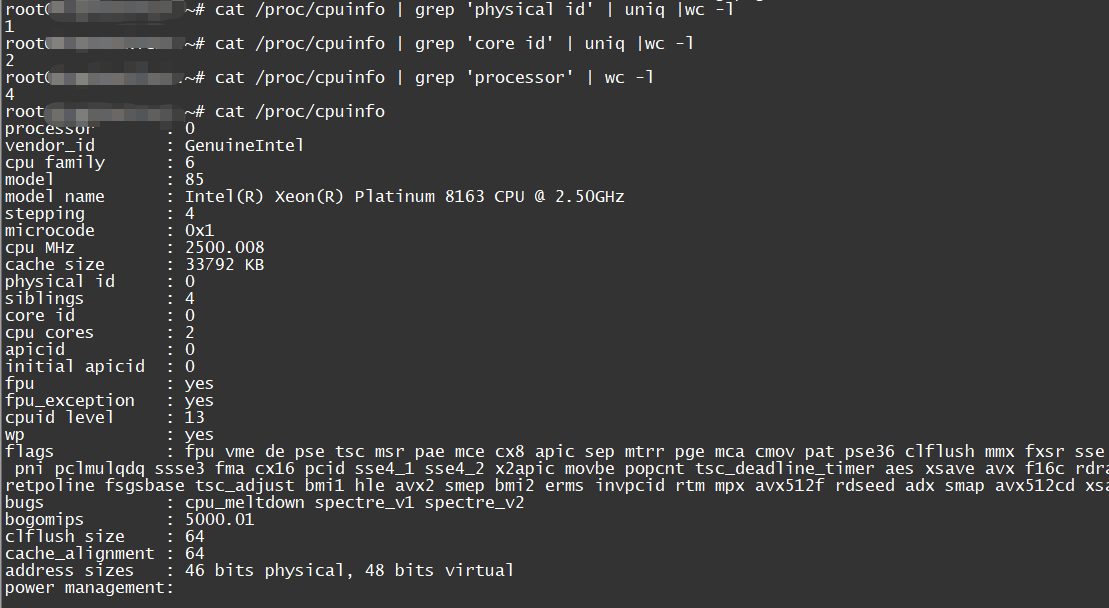 root@ ~# cat /proc/cpuinfo | grep 'physical id' | uniq |wc -l
1
root@ ~# cat /proc/cpuinfo | grep 'core id' | uniq |wc -l
2
root@ ~# cat /proc/cpuinfo | grep 'processor' | wc -l
4
root ~# cat /proc/cpuinfo
processor : 0
vendor_id : GenuineIntel
cpu family : 6
model : 85
model name : Intel(R) Xeon(R) Platinum 8163 CPU @ 2.50GHz
stepping : 4
microcode : 0x1
cpu MHz : 2500.008
cache size : 33792 KB
physical id : 0
siblings : 4
core id : 0
cpu cores : 2
apicid : 0
initial apicid : 0
fpu : yes
fpu_exception : yes
cpuid level : 13
wp : yes
flags : fpu vme de pse tsc msr pae mce cx8 apic sep mtrr pge mca cmov pat pse36 clflush mmx fxsr sse
pni pclmulqdq ssse3 fma cx16 pcid sse4_1 sse4_2 x2apic movbe popcnt tsc_deadline_timer aes xsave avx f16c rdra
retpoline fsgsbase tsc_adjust bmi1 hle avx2 smep bmi2 erms invpcid rtm mpx avx512f rdseed adx smap avx512cd xsa
bugs : cpu_meltdown spectre_v1 spectre_v2
bogomips : 5000.01
clflush size : 64
cache_alignment : 64
address sizes : 46 bits physical, 48 bits virtual
power management: